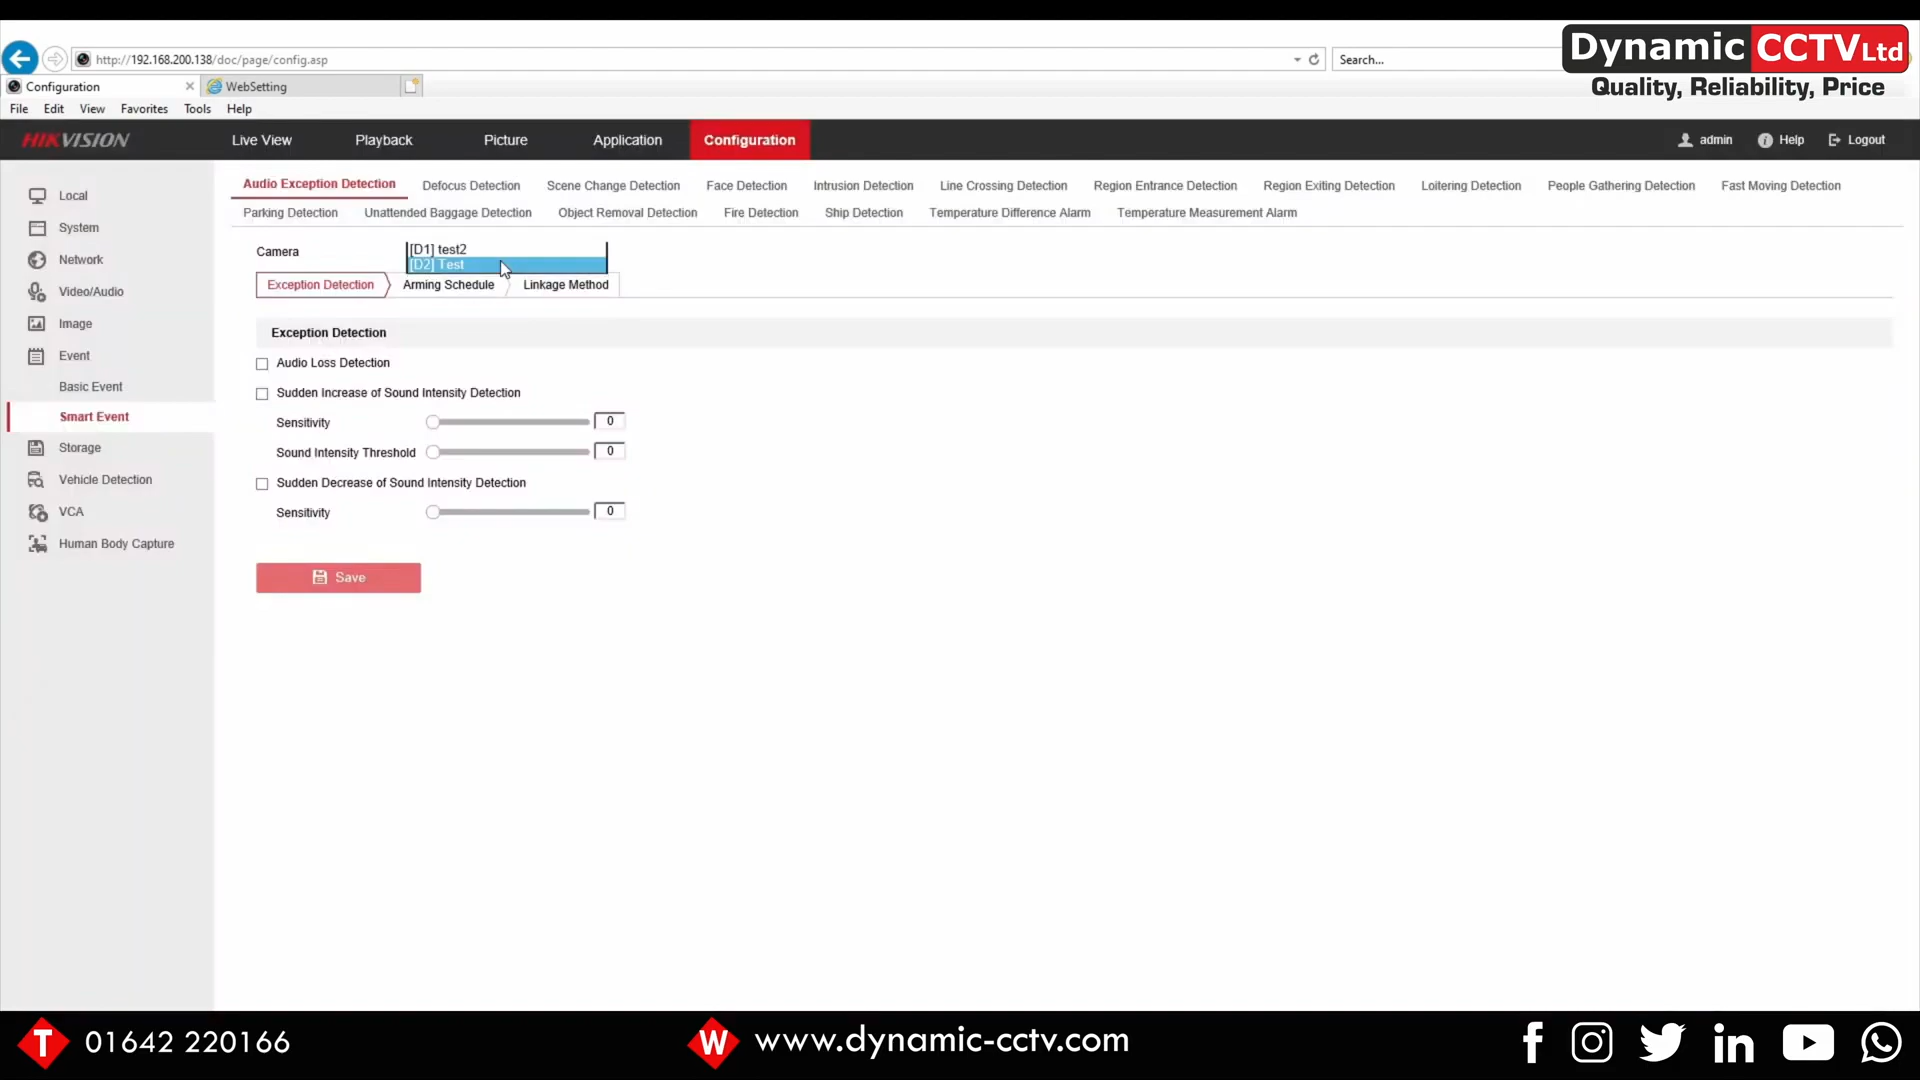 Dynamic CCTV Ltd
Quality, Reliability, Price
http://192.168.200.138/doc/page/config.asp
Search...
Configuration
WebSetting
File Edit View Favorites Tools Help
HIKVISION
Live View Playback Picture Application Configuration
admin Help Logout
Local
System
Network
Video/Audio
Image
Event
Basic Event
Smart Event
Storage
Vehicle Detection
VCA
Human Body Capture
Audio Exception Detection Defocus Detection Scene Change Detection Face Detection Intrusion Detection Line Crossing Detection Region Entrance Detection Region Exiting Detection Loitering Detection People Gathering Detection Fast Moving Detection
Parking Detection Unattended Baggage Detection Object Removal Detection Fire Detection Ship Detection Temperature Difference Alarm Temperature Measurement Alarm
Camera
[D1] test2
[D2] Test
Exception Detection Arming Schedule Linkage Method
Exception Detection
Audio Loss Detection
Sudden Increase of Sound Intensity Detection
Sensitivity 0
Sound Intensity Threshold 0
Sudden Decrease of Sound Intensity Detection
Sensitivity 0
Save
T 01642 220166
W www.dynamic-cctv.com